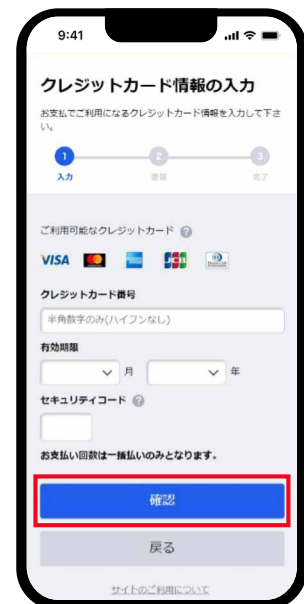 9:41
クレジットカード情報の入力
お支払でご利用になるクレジットカード情報を入力して下さ
い。
1 2 3
入力 登録 完了
ご利用可能なクレジットカード ?
VISA JCB
クレジットカード番号
半角数字のみ(ハイフンなし)
有効期限
月 年
セキュリティコード ?
お支払い回数は一括払いのみとなります。
確認
戻る
サイトのご利用について